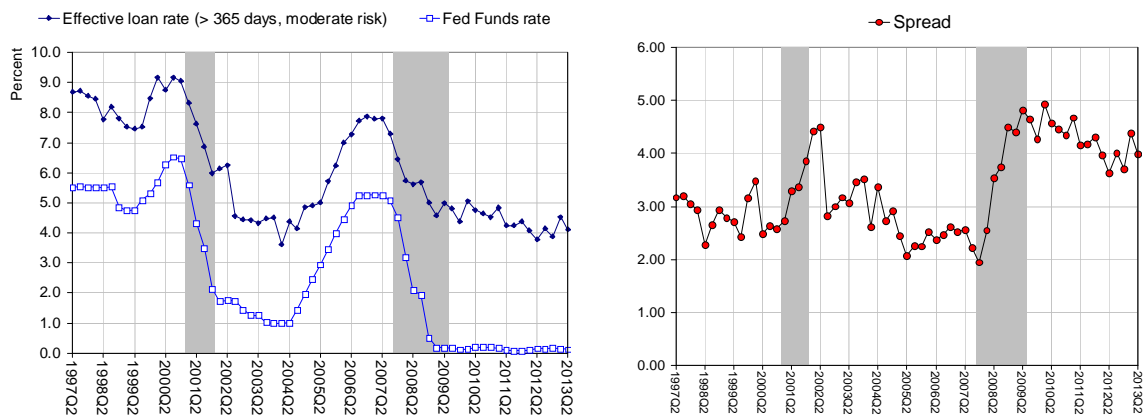 Effective loan rate (> 365 days, moderate risk) Fed Funds rate
Percent
10.0
9.0
8.0
7.0
6.0
5.0
4.0
3.0
2.0
1.0
0.0
1997Q2
1998Q2
1999Q2
2000Q2
2001Q2
2002Q2
2003Q2
2004Q2
2005Q2
2006Q2
2007Q2
2008Q2
2009Q2
2010Q2
2011Q2
2012Q2
2013Q2
Spread
6.00
5.00
4.00
3.00
2.00
1.00
0.00
1997Q2
1998Q2
1999Q2
2000Q2
2001Q2
2002Q2
2003Q2
2004Q2
2005Q2
2006Q2
2007Q2
2008Q2
2009Q2
2010Q2
2011Q2
2012Q2
2013Q2